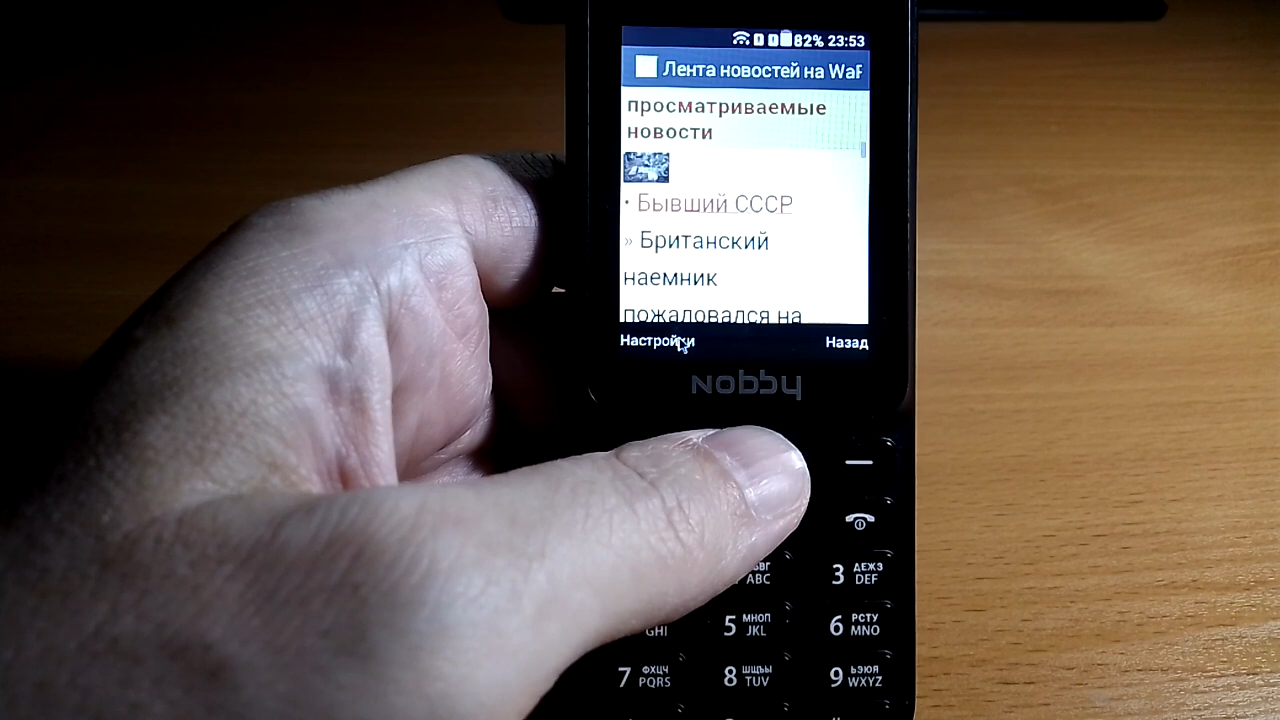 82% 23:53
Лента новостей на WaP
просматриваемые
новости
• Бывший СССР
» Британский
наемник
пожаловался на
Настройки Назад
Nobby
ABC 3 ДЕЖЗ DEF
GHI 5 МНОП JKL 6 РСТУ MNO
7 ФХЦЧ PQRS 8 ШЩЪЫ TUV 9 ЬЭЮЯ WXYZ